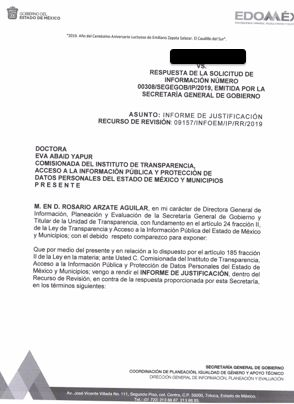 GOBIERNO DEL
ESTADO DE MÉXICO
EDOMÉX
"2019. Año del Centésimo Aniversario Luctuoso de Emiliano Zapata Salazar. El Caudillo del Sur".
VS.
RESPUESTA DE LA SOLICITUD DE
INFORMACIÓN NÚMERO
00308/SEGEGOB/IP/2019, EMITIDA POR LA
SECRETARÍA GENERAL DE GOBIERNO
ASUNTO: INFORME DE JUSTIFICACIÓN
RECURSO DE REVISIÓN: 09157/INFOEM/IP/RR/2019
DOCTORA
EVA ABAID YAPUR
COMISIONADA DEL INSTITUTO DE TRANSPARENCIA,
ACCESO A LA INFORMACIÓN PÚBLICA Y PROTECCIÓN DE
DATOS PERSONALES DEL ESTADO DE MÉXICO Y MUNICIPIOS
P R E S E N T E
M. EN D. ROSARIO ARZATE AGUILAR, en mi carácter de Directora General de
Información, Planeación y Evaluación de la Secretaría General de Gobierno y
Titular de la Unidad de Transparencia, con fundamento en el artículo 24 fracción II,
de la Ley de Transparencia y Acceso a la Información Pública del Estado de México
y Municipios; con el debido respeto comparezco para exponer:
Que por medio del presente y en relación a lo dispuesto por el artículo 185 fracción
II de la Ley en la materia; ante Usted C. Comisionada del Instituto de Transparencia,
Acceso a la Información Pública y Protección de Datos Personales del Estado de
México y Municipios; vengo a rendir el INFORME DE JUSTIFICACIÓN, dentro del
Recurso de Revisión, en contra de la respuesta proporcionada por esta Secretaría,
en los términos siguientes:
SECRETARÍA GENERAL DE GOBIERNO
COORDINACIÓN DE PLANEACIÓN, IGUALDAD DE GÉNERO Y APOYO TÉCNICO
DIRECCIÓN GENERAL DE INFORMACIÓN, PLANEACIÓN Y EVALUACIÓN
Av. José Vicente Villada No. 111, Segundo Piso, col. Centro, C.P. 50000, Toluca, Estado de México.